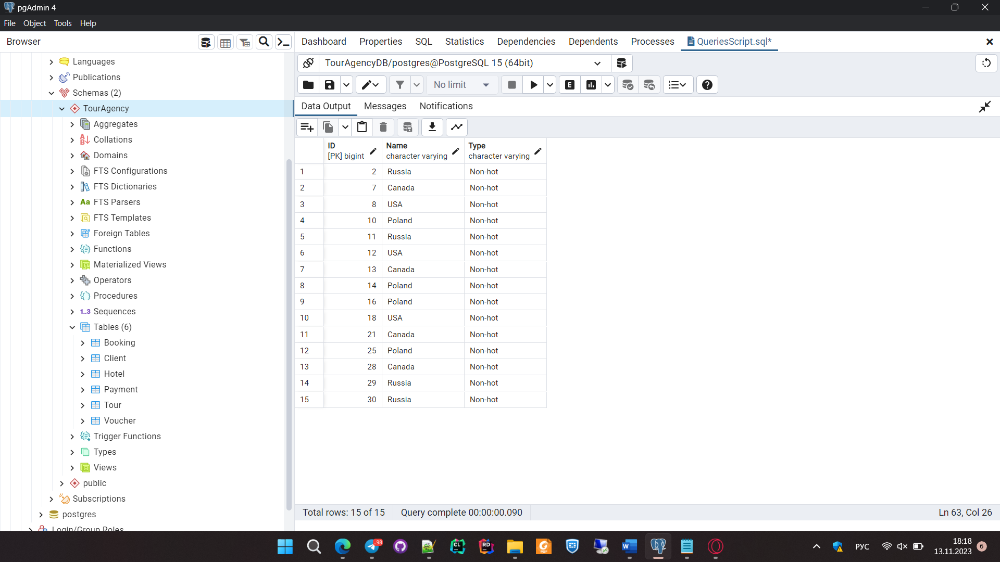 pgAdmin 4
File Object Tools Help
Browser
Dashboard Properties SQL Statistics Dependencies Dependents Processes QueriesScript.sql*
TourAgencyDB/postgres@PostgreSQL 15 (64bit)
No limit
E
Data Output Messages Notifications
Languages
Publications
Schemas (2)
TourAgency
Aggregates
Collations
Domains
FTS Configurations
FTS Dictionaries
Aa FTS Parsers
FTS Templates
Foreign Tables
Functions
Materialized Views
Operators
Procedures
1..3 Sequences
Tables (6)
Booking
Client
Hotel
Payment
Tour
Voucher
Trigger Functions
Types
Views
public
Subscriptions
postgres
Login/Group Roles
ID Name Type
[PK] bigint character varying character varying
1 2 Russia Non-hot
2 7 Canada Non-hot
3 8 USA Non-hot
4 10 Poland Non-hot
5 11 Russia Non-hot
6 12 USA Non-hot
7 13 Canada Non-hot
8 14 Poland Non-hot
9 16 Poland Non-hot
10 18 USA Non-hot
11 21 Canada Non-hot
12 25 Poland Non-hot
13 28 Canada Non-hot
14 29 Russia Non-hot
15 30 Russia Non-hot
Total rows: 15 of 15 Query complete 00:00:00.090 Ln 63, Col 26
..98 CL RD PDF W РУС 18:18 6
13.11.2023